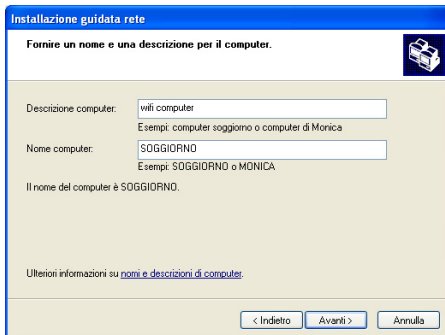 Installazione guidata rete
Fornire un nome e una descrizione per il computer.
Descrizione computer: wifi computer
Esempi: computer soggiorno o computer di Monica
Nome computer: SOGGIORNO
Esempi: SOGGIORNO o MONICA
Il nome del computer è SOGGIORNO.
Ulteriori informazioni su nomi e descrizioni di computer.
< Indietro Avanti > Annulla